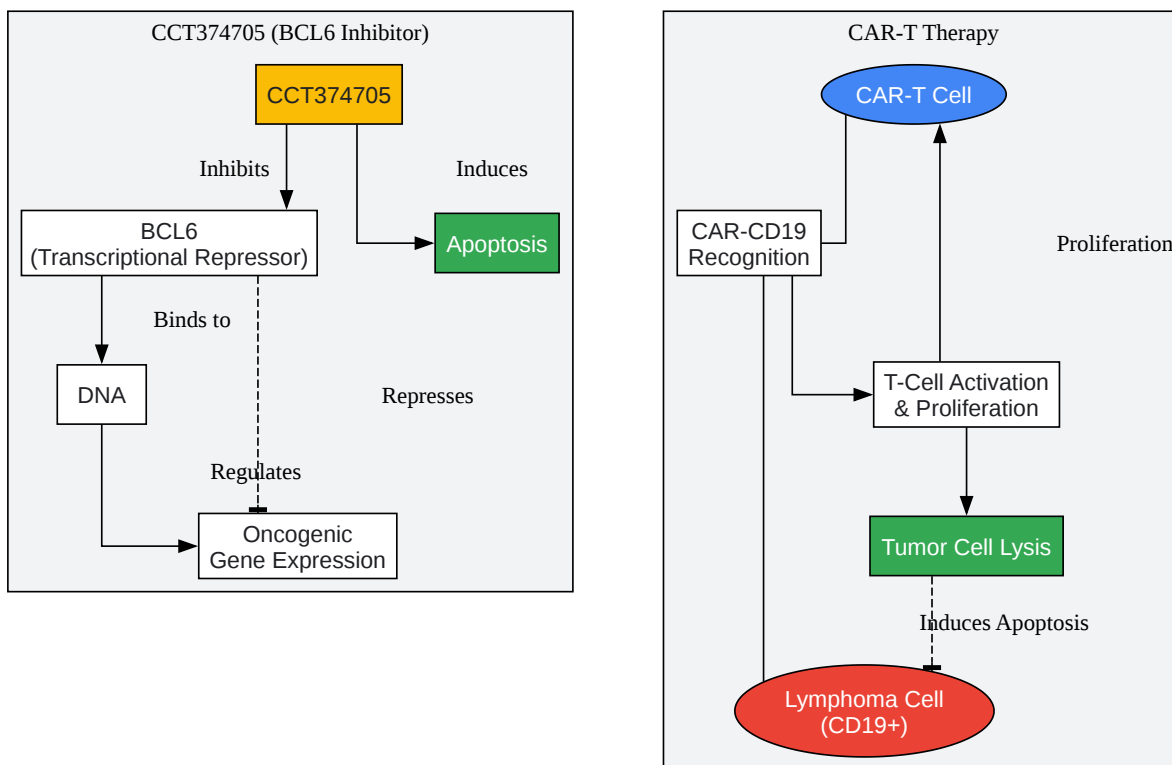 CCT374705 (BCL6 Inhibitor)
CCT374705
Inhibits
Induces
BCL6
(Transcriptional Repressor)
Apoptosis
Binds to
DNA
Represses
Regulates
Oncogenic
Gene Expression
CAR-T Therapy
CAR-T Cell
CAR-CD19
Recognition
Proliferation
T-Cell Activation
& Proliferation
Tumor Cell Lysis
Induces Apoptosis
Lymphoma Cell
(CD19+)